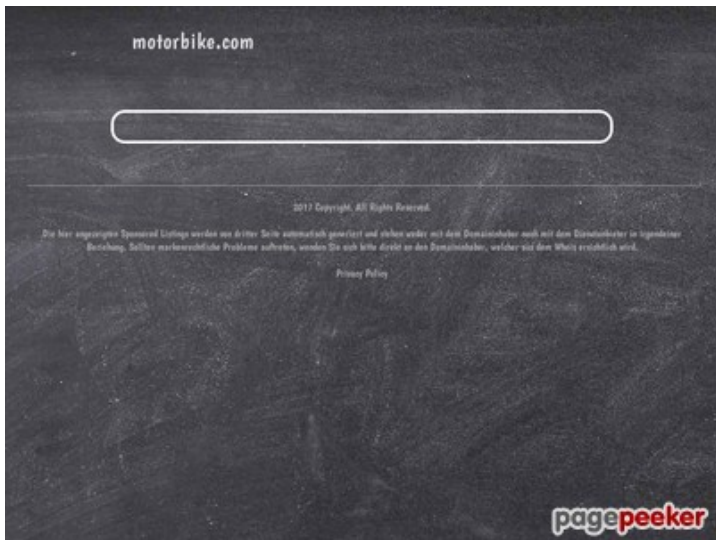 motorbike.com
2017 Copyright. All Rights Reserved.
Die hier angezeigten Sponsored Listings werden von dritter Seite automatisch generiert und stehen weder mit dem Domaininhaber noch mit dem Dienstanbieter in irgendeiner
Beziehung. Sollten markenrechtliche Probleme auftreten, wenden Sie sich bitte direkt an den Domaininhaber, welcher aus dem Whois ersichtlich wird.
Privacy Policy
pagepeeker